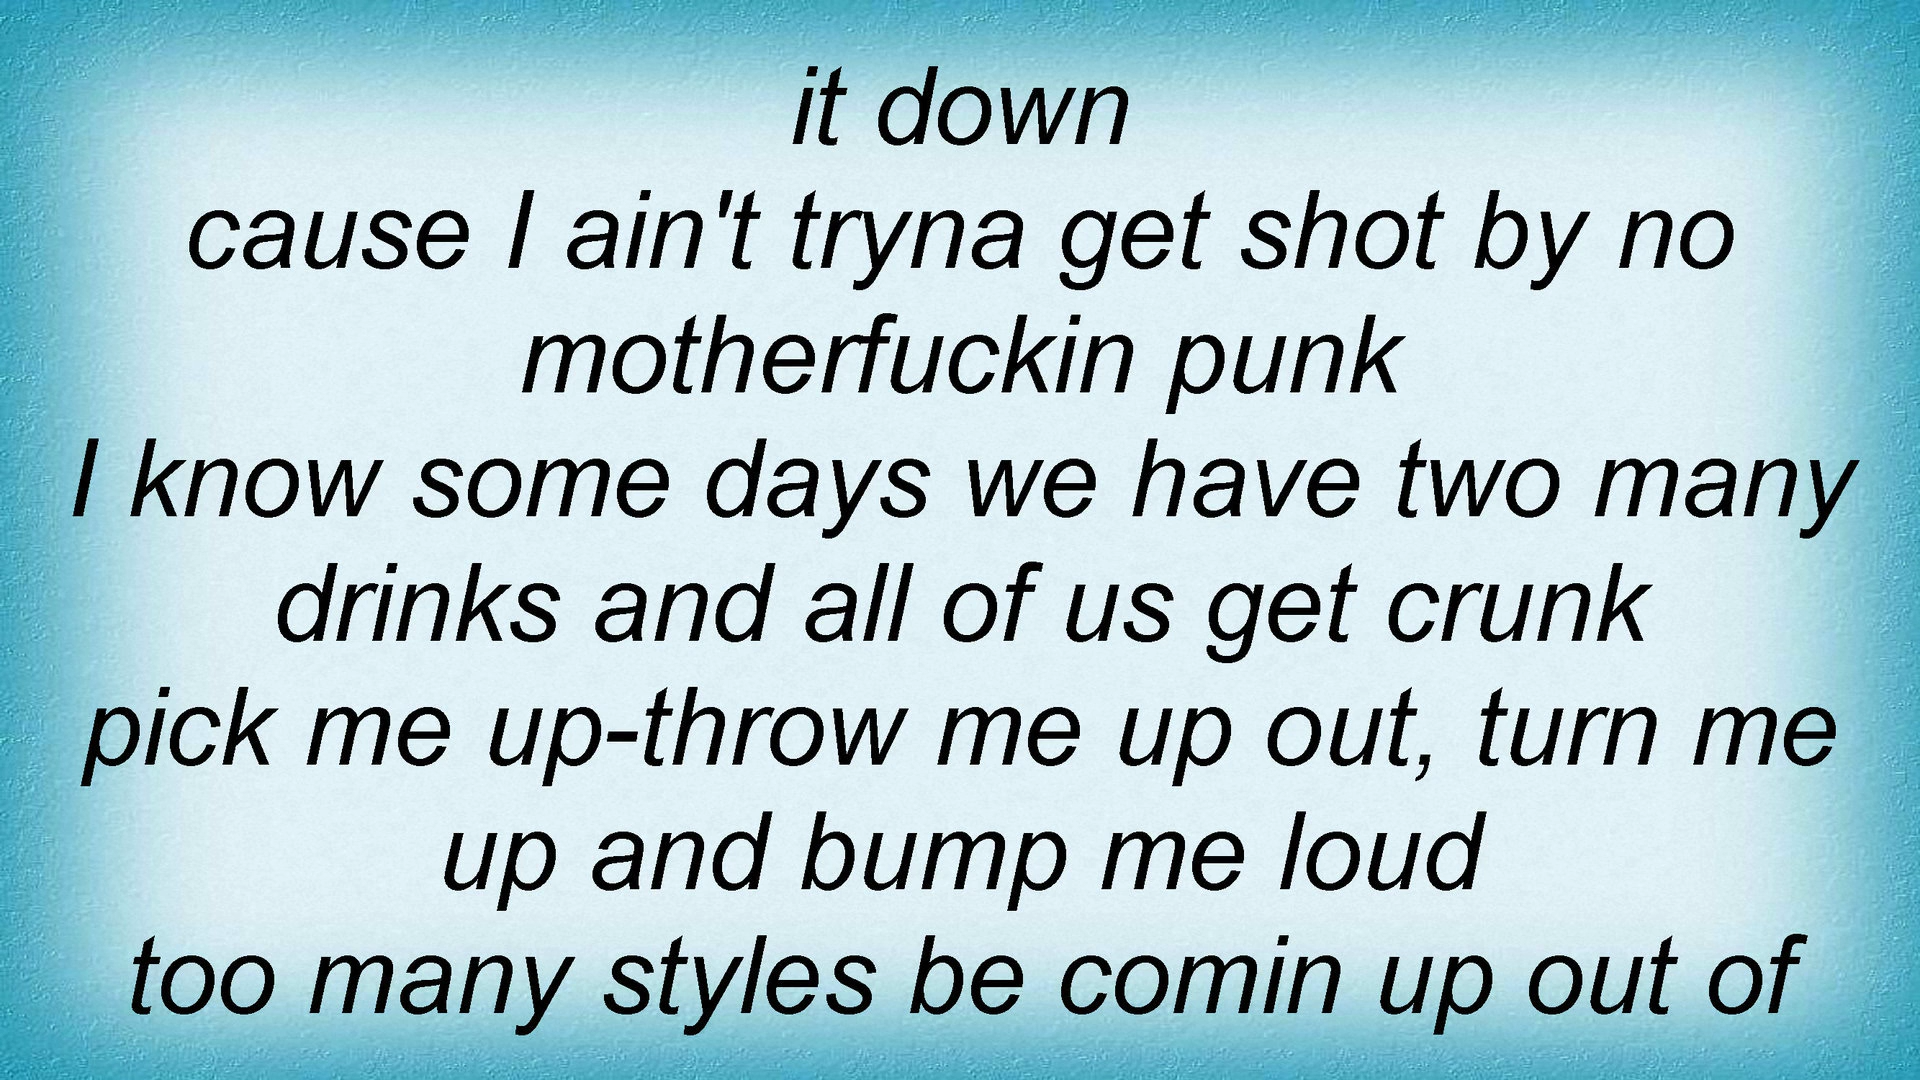 it down
cause I ain't tryna get shot by no
motherfuckin punk
I know some days we have two many
drinks and all of us get crunk
pick me up-throw me up out, turn me
up and bump me loud
too many styles be comin up out of